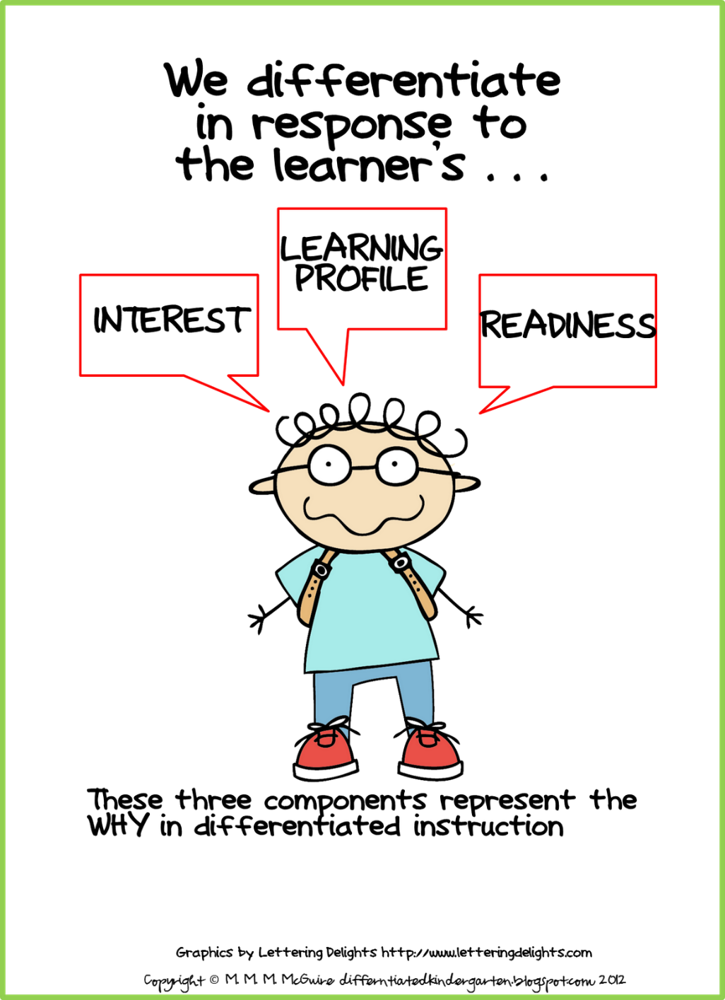 We differentiate
in response to
the learner's . . .
LEARNING
PROFILE
INTEREST
READINESS
These three components represent the
WHY in differentiated instruction
Graphics by Lettering Delights http://www.letteringdelights.com
Copyright © M. M. M. McGuire differntiatedkindergarten.blogspot.com 2012